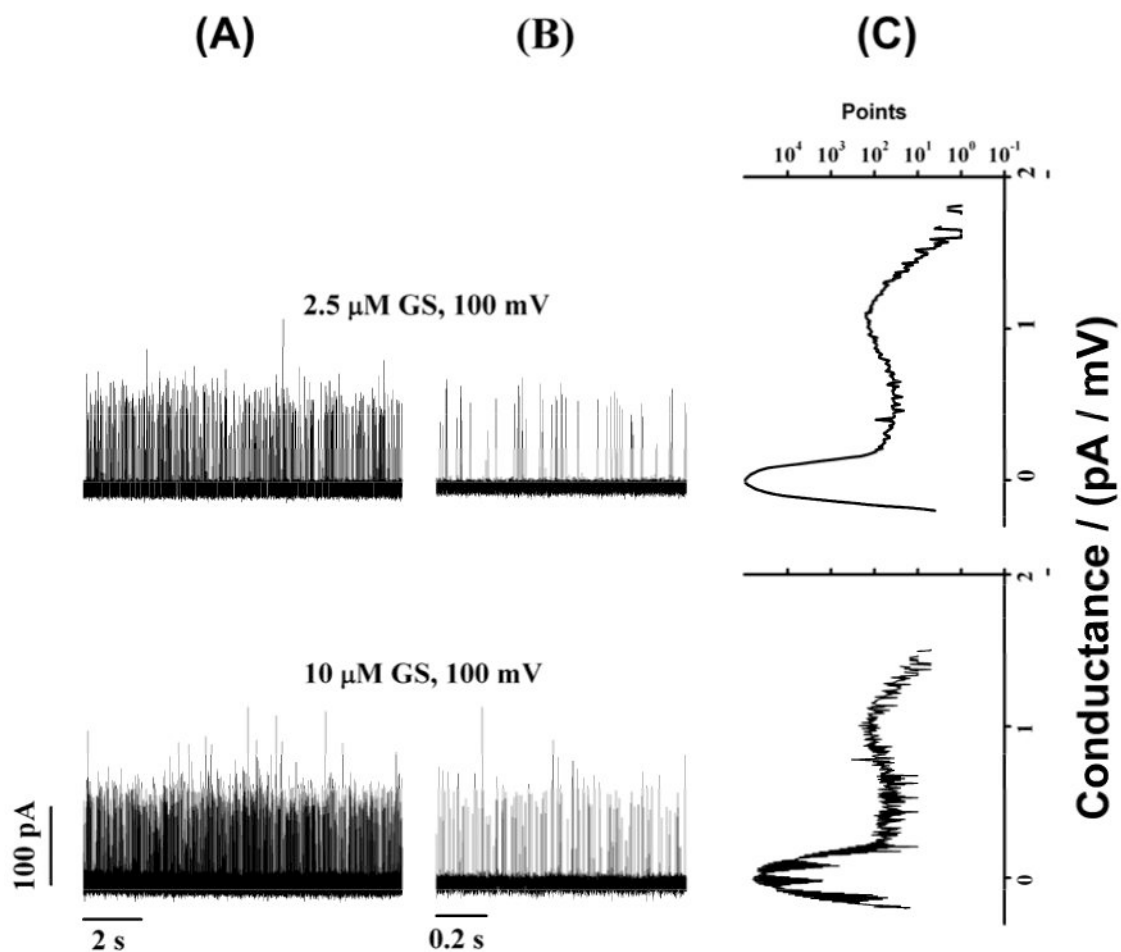 (A) (B) (C)
Points
10⁴ 10³ 10² 10¹ 10⁰ 10⁻¹
2
2.5 μM GS, 100 mV
1
0
2
10 μM GS, 100 mV
1
0
Conductance / (pA / mV)
100 pA
2 s
0.2 s